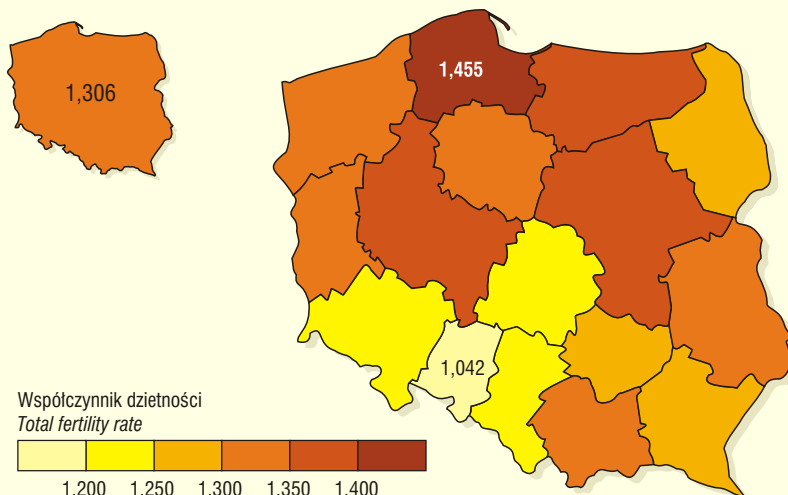 1,306
1,455
1,042
Współczynnik dzietności
Total fertility rate
1.200 1.250 1.300 1.350 1.400